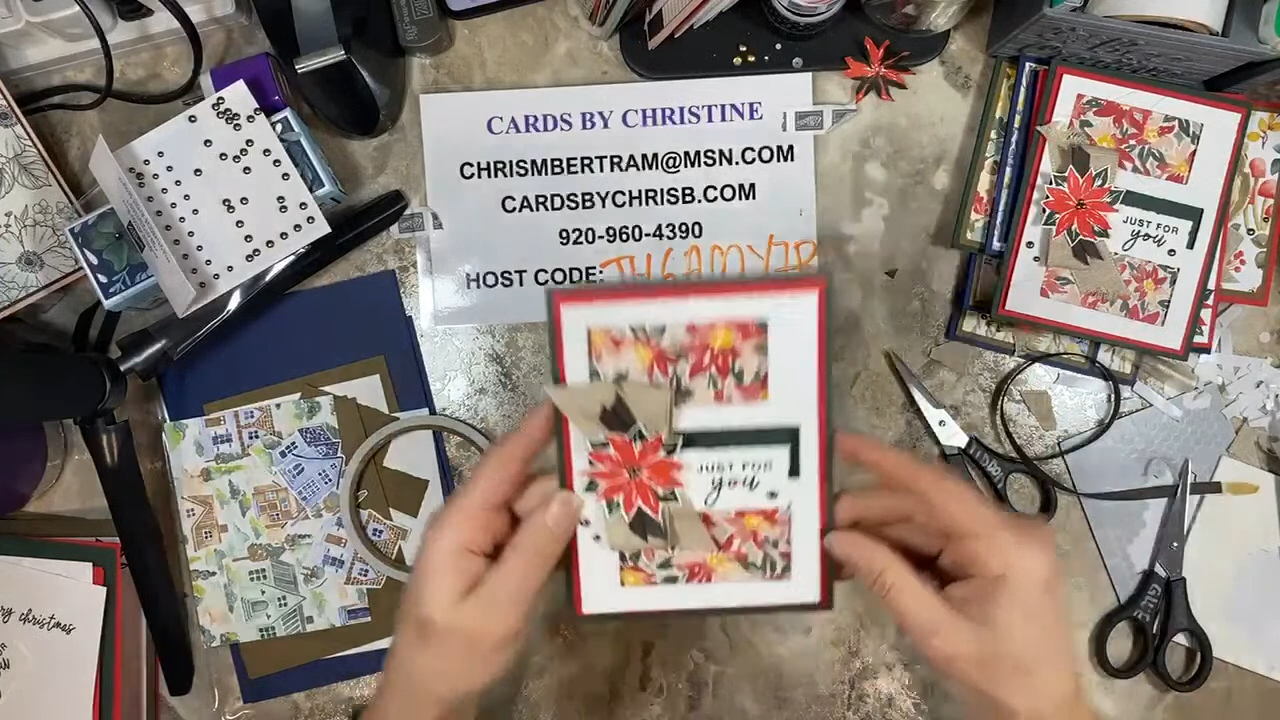 CARDS BY CHRISTINE
CHRISMBERTRAM@MSN.COM
CARDSBYCHRISB.COM
920-960-4390
HOST CODE:
JUST FOR
you
JUST FOR
you
christmas